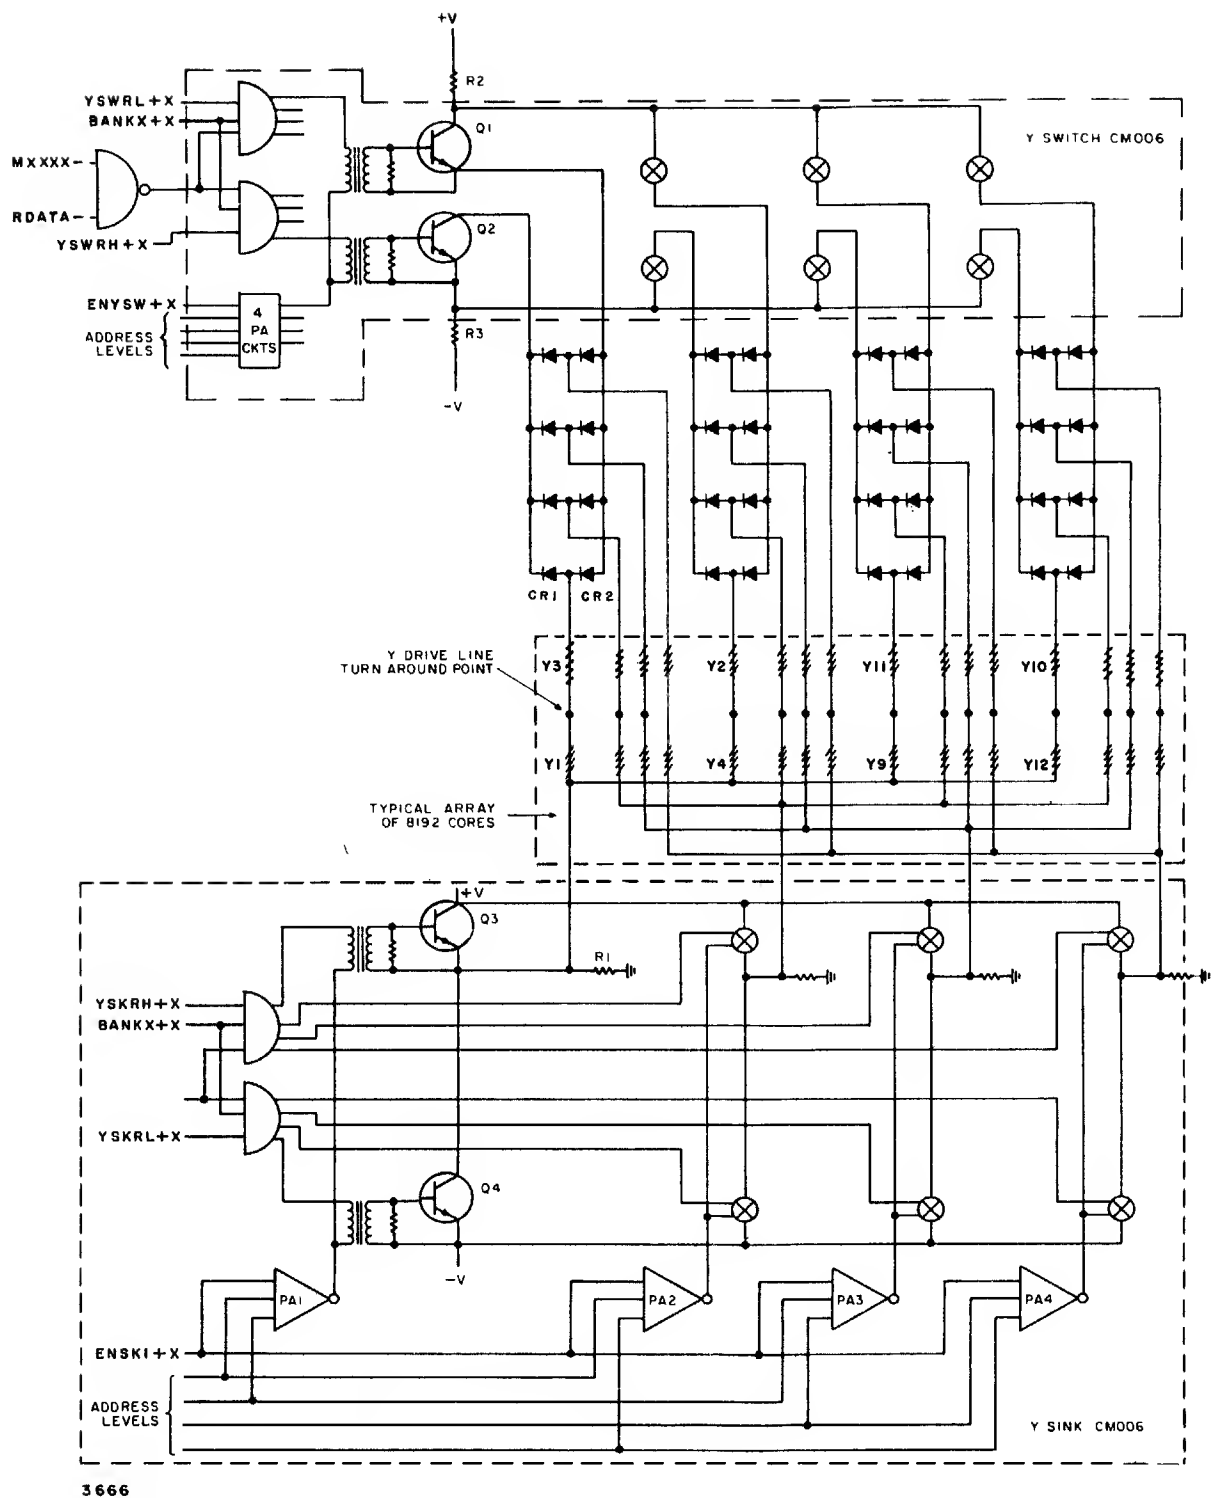 +V
R2
YSWRL+X
BANKX+X
Q1
Y SWITCH CM006
MXXXX-
RDATA-
YSWRH+X
Q2
ENYSW+X
ADDRESS
LEVELS
4
PA
CKTS
R3
-V
CR1 CR2
Y DRIVE LINE
TURN AROUND POINT
Y3 Y2 Y11 Y10
Y1 Y4 Y9 Y12
TYPICAL ARRAY
OF 8192 CORES
+V
Q3
R1
YSKRH+X
BANKX+X
YSKRL+X
Q4
-V
PA1 PA2 PA3 PA4
ENSKI+X
ADDRESS
LEVELS
Y SINK CM006
3666